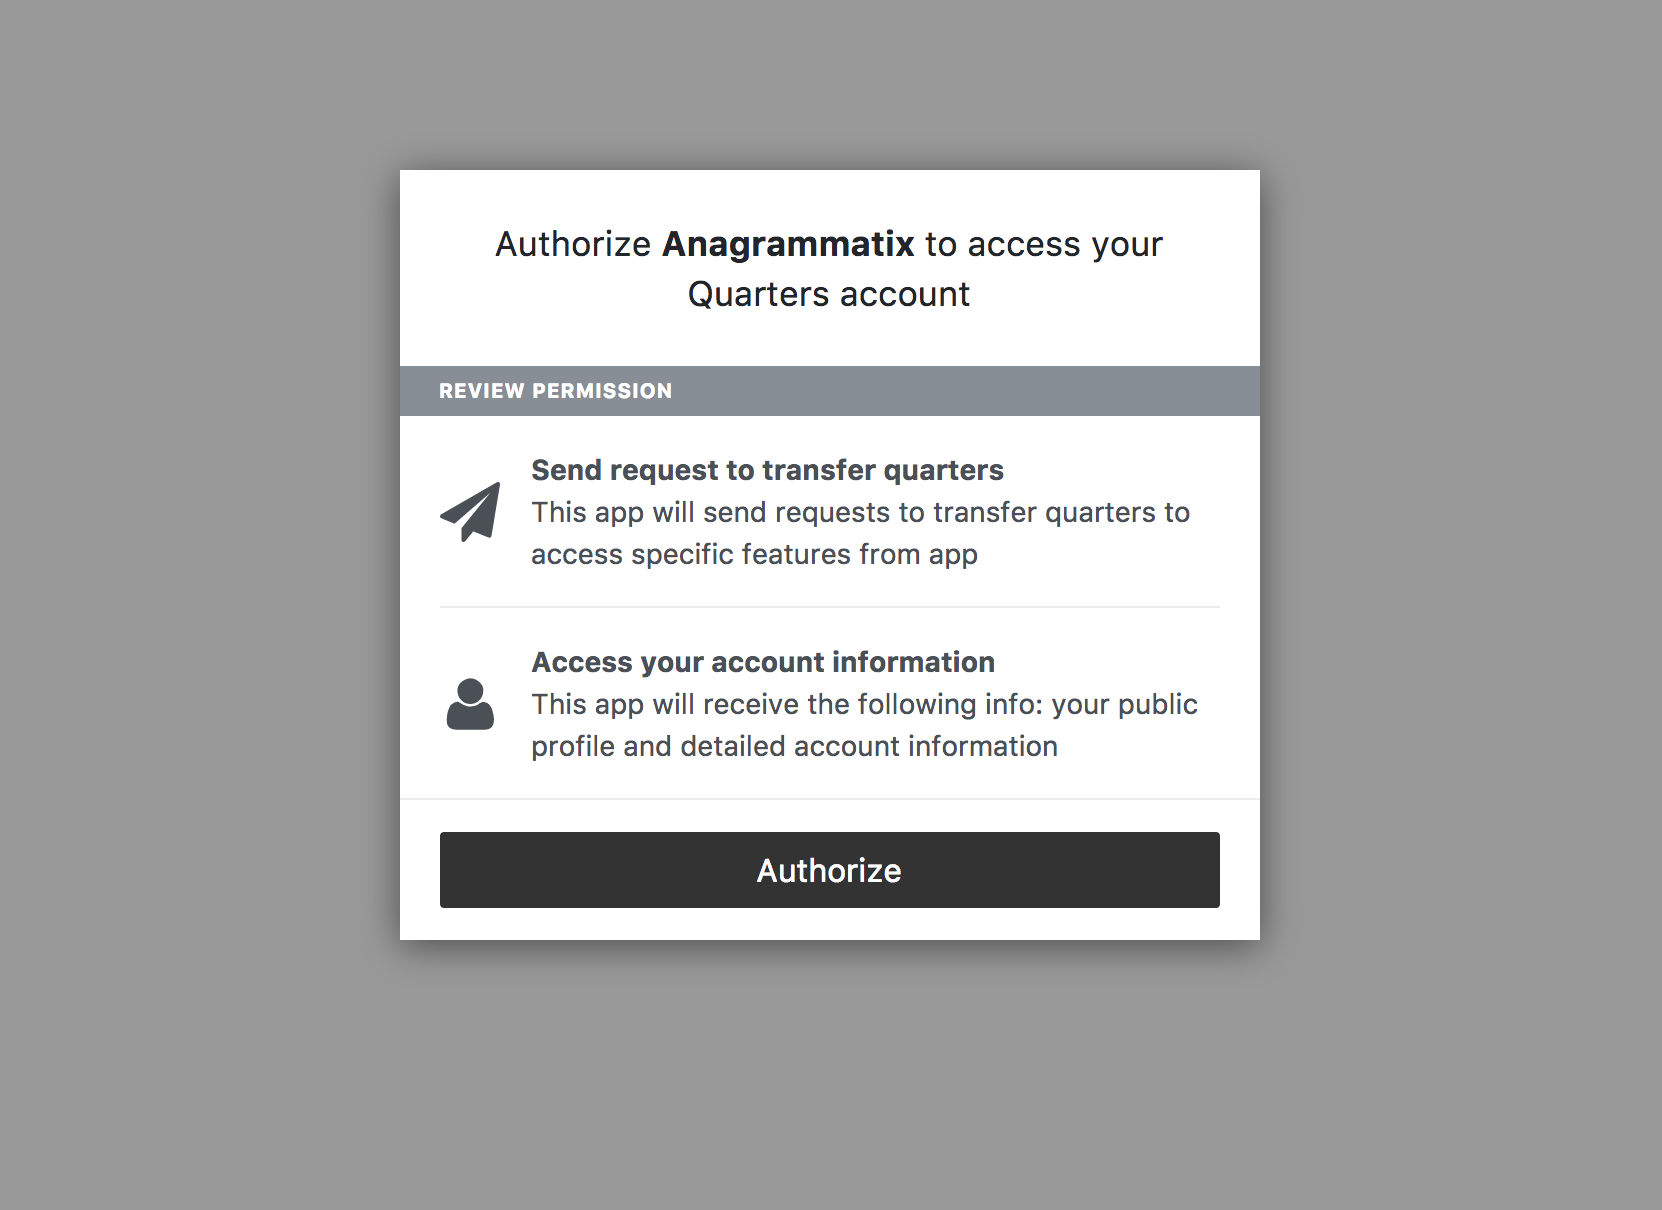 Authorize Anagrammatix to access your
Quarters account
REVIEW PERMISSION
Send request to transfer quarters
This app will send requests to transfer quarters to
access specific features from app
Access your account information
This app will receive the following info: your public
profile and detailed account information
Authorize